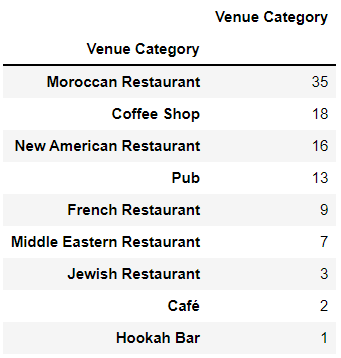 Venue Category
Venue Category
Moroccan Restaurant 35
Coffee Shop 18
New American Restaurant 16
Pub 13
French Restaurant 9
Middle Eastern Restaurant 7
Jewish Restaurant 3
Café 2
Hookah Bar 1